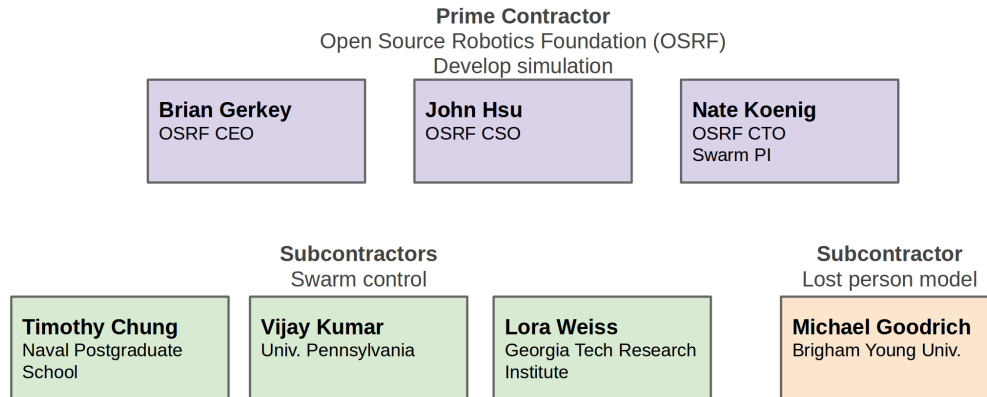 Prime Contractor
Open Source Robotics Foundation (OSRF)
Develop simulation
Brian Gerkey
OSRF CEO
John Hsu
OSRF CSO
Nate Koenig
OSRF CTO
Swarm PI
Subcontractors
Swarm control
Timothy Chung
Naval Postgraduate
School
Vijay Kumar
Univ. Pennsylvania
Lora Weiss
Georgia Tech Research
Institute
Subcontractor
Lost person model
Michael Goodrich
Brigham Young Univ.